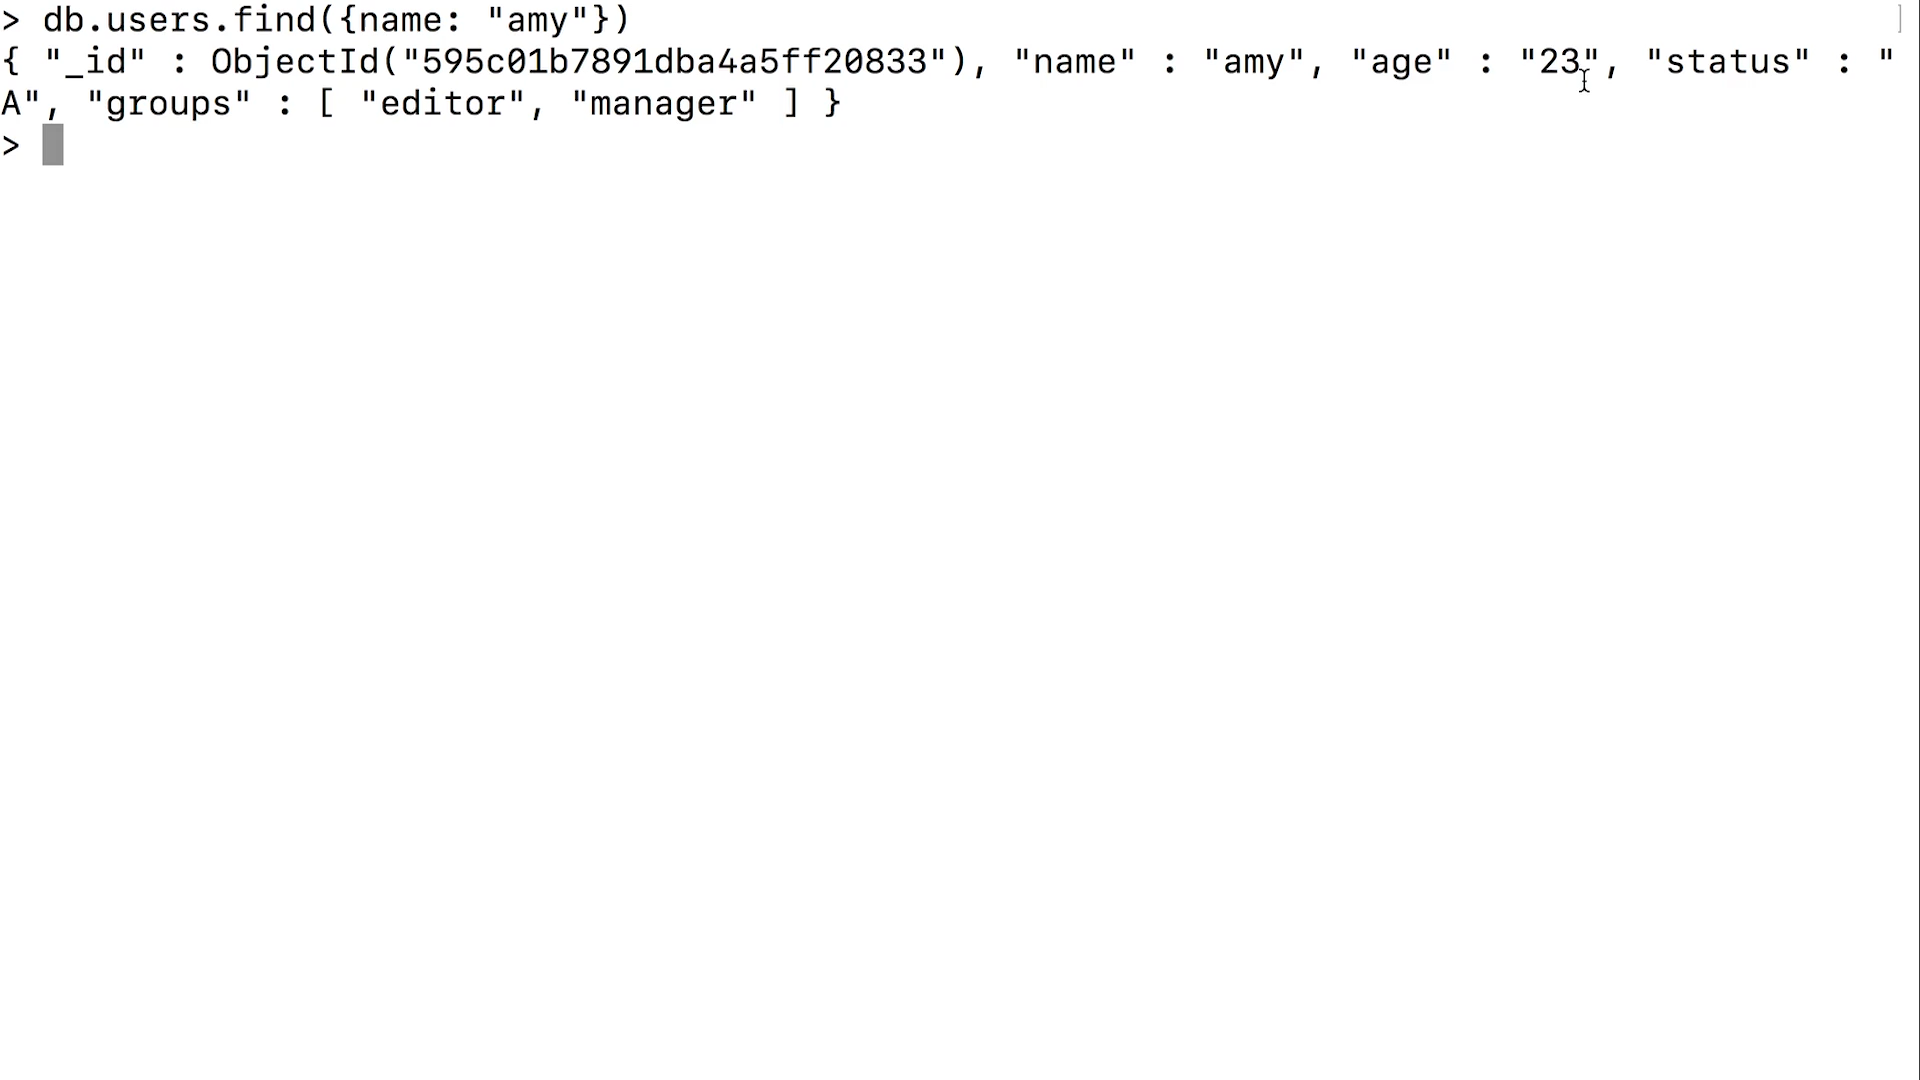 > db.users.find({name: "amy"})
{ "_id" : ObjectId("595c01b7891dba4a5ff20833"), "name" : "amy", "age" : "23", "status" : "
A", "groups" : [ "editor", "manager" ] }
>